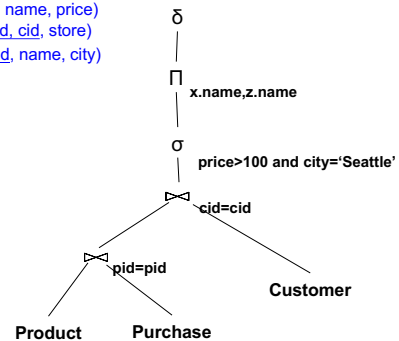 name, price)
d, cid, store)
d, name, city)
δ
Π
x.name,z.name
σ
price>100 and city=‘Seattle’
cid=cid
pid=pid
Customer
Product
Purchase